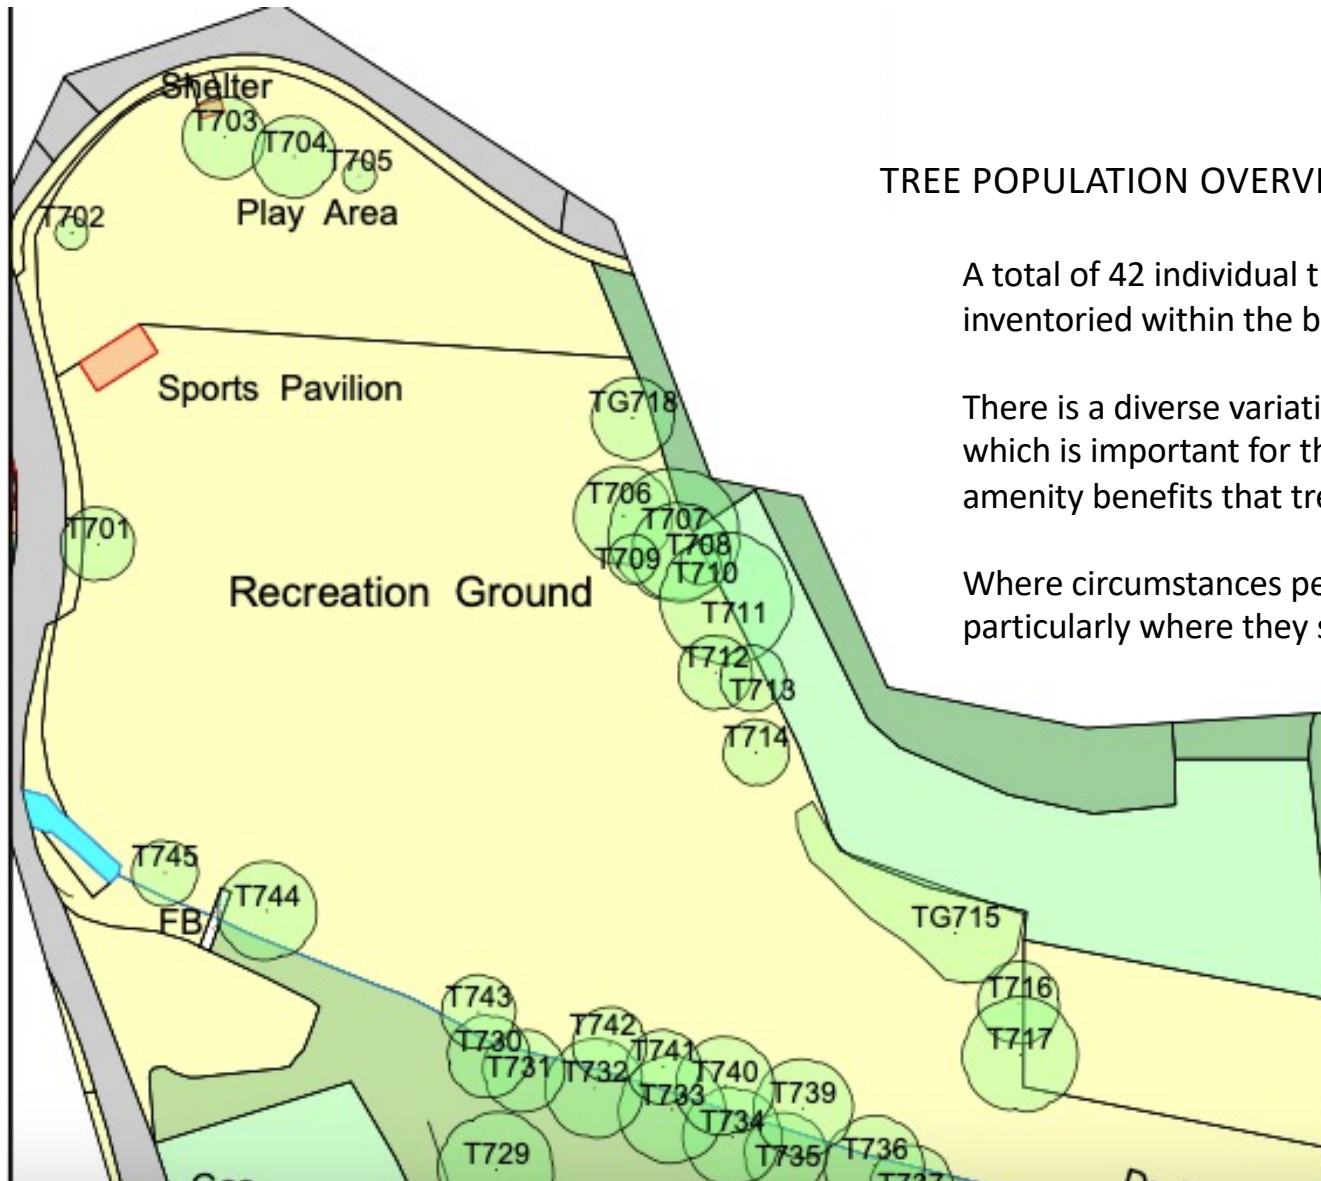 Shelter
T703
T704
T705
T702
Play Area
Sports Pavilion
TG718
T706
T707
T708
T709
T710
T701
Recreation Ground
T711
T712
T713
T714
T745
T744
FB
TG715
T716
T717
T743
T742
T730
T741
T731
T732
T740
T733
T739
T734
T736
T735
T729
T737
TREE POPULATION OVERV
A total of 42 individual t
inventoried within the b
There is a diverse variati
which is important for th
amenity benefits that tre
Where circumstances pe
particularly where they s